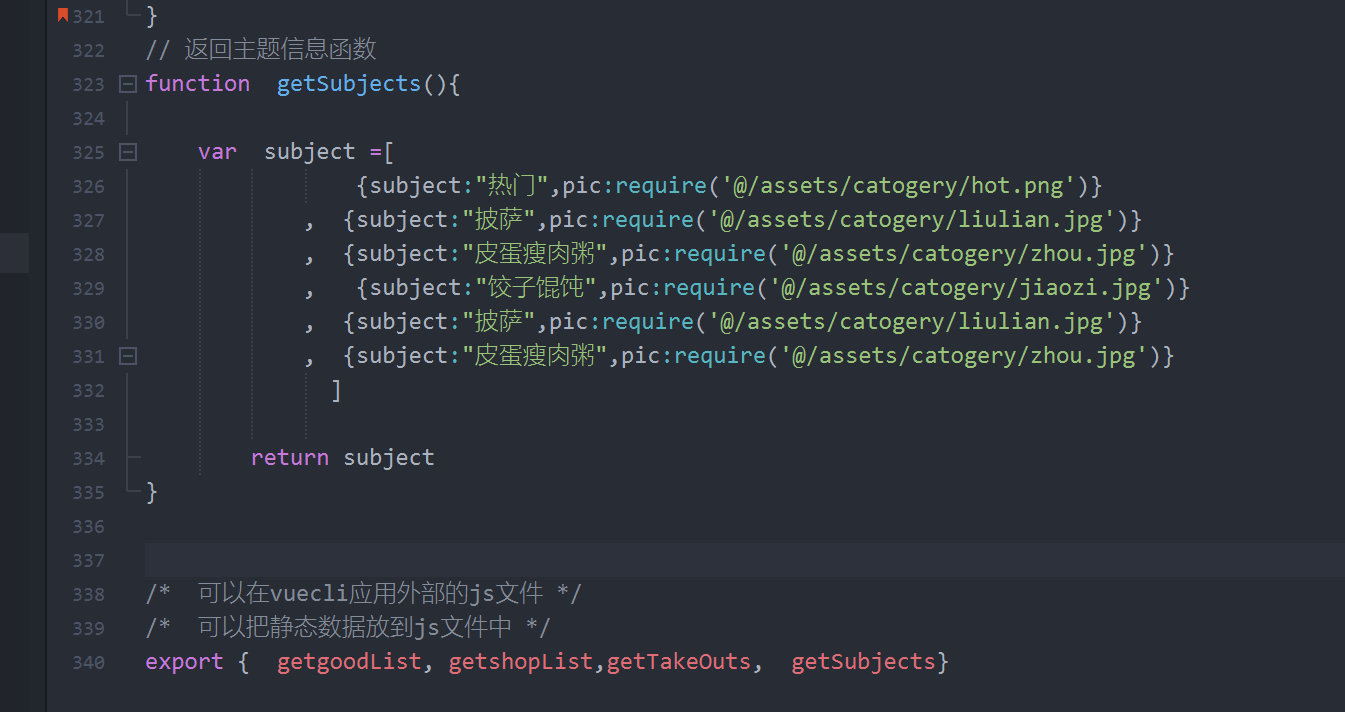 321 }
322 // 返回主题信息函数
323 function  getSubjects(){
324
325     var  subject =[
326                 {subject:"热门",pic:require('@/assets/catogery/hot.png')}
327             ,  {subject:"披萨",pic:require('@/assets/catogery/liulian.jpg')}
328             ,  {subject:"皮蛋瘦肉粥",pic:require('@/assets/catogery/zhou.jpg')}
329             ,   {subject:"饺子馄饨",pic:require('@/assets/catogery/jiaozi.jpg')}
330             ,  {subject:"披萨",pic:require('@/assets/catogery/liulian.jpg')}
331             ,  {subject:"皮蛋瘦肉粥",pic:require('@/assets/catogery/zhou.jpg')}
332               ]
333
334         return subject
335 }
336
337
338 /*  可以在vuecli应用外部的js文件 */
339 /*  可以把静态数据放到js文件中 */
340 export {  getgoodList, getshopList,getTakeOuts,  getSubjects}